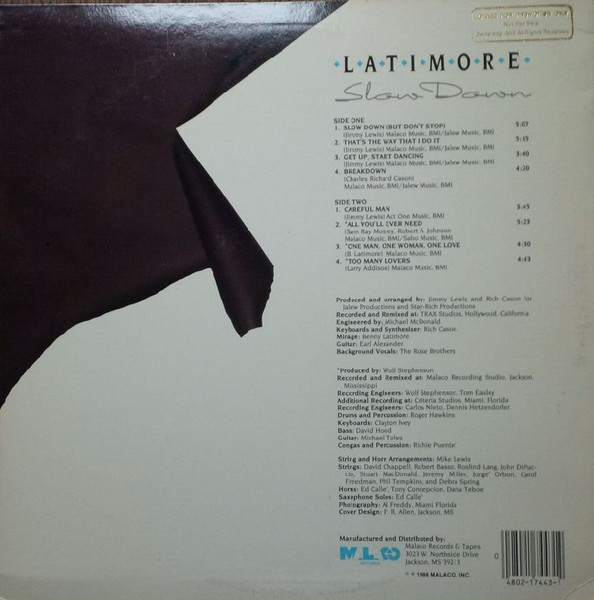 Not For Sale
Ownership And All Rights Reserved
·L·A·T·I·M·O·R·E·
Slow Down
SIDE ONE
1. SLOW DOWN (BUT DON'T STOP) 5:07
(Jimmy Lewis) Malaco Music, BMI/Jalew Music, BMI
2. THAT'S THE WAY THAT I DO IT 5:19
(Jimmy Lewis) Malaco Music, BMI/Jalew Music, BMI
3. GET UP, START DANCING 3:40
(Jimmy Lewis) Malaco Music, BMI/Jalew Music, BMI
4. BREAKDOWN 4:20
(Charles Richard Cason)
Malaco Music, BMI/Jalew Music, BMI
SIDE TWO
1. CAREFUL MAN 3:45
(Jimmy Lewis) Act One Music, BMI
2. *ALL YOU'LL EVER NEED 5:23
(Sam Ray Mosley, Robert A. Johnson
Malaco Music, BMI/Saho Music, BMI
3. *ONE MAN, ONE WOMAN, ONE LOVE 4:30
(B. Latimore) Malaco Music, BMI
4. *TOO MANY LOVERS 4:43
(Larry Addison) Malaco Music, BMI
Produced and arranged by: Jimmy Lewis and Rich Cason for
Jalew Productions and Star-Rich Productions
Recorded and Remixed at: TRAX Studios, Hollywood, California
Engineered by: Michael McDonald
Keyboards and Synthesizer: Rich Cason
Mirage: Benny Latimore
Guitar: Earl Alexander
Background Vocals: The Rose Brothers
*Produced by: Wolf Stephenson
Recorded and Remixed at: Malaco Recording Studio, Jackson,
Mississippi
Recording Engineers: Wolf Stephenson, Tom Easley
Additional Recording at: Criteria Studios, Miami, Florida
Recording Engineers: Carlos Nieto, Dennis Hetzendorfer
Drums and Percussion: Roger Hawkins
Keyboards: Clayton Ivey
Bass: David Hood
Guitar: Michael Toles
Congas and Percussion: Richie Puente
String and Horn Arrangements: Mike Lewis
Strings: David Chappell, Robert Basso, Roslind Lang, John DiPuc-
cio, Stuart MacDonald, Jeremy Miller, Jorge' Orbon, Carol
Friedman, Phil Tempkins, and Debra Spring
Horns: Ed Calle', Tony Concepcion, Dana Teboe
Saxophone Solos: Ed Calle'
Photography: Al Freddy, Miami Florida
Cover Design: P. R. Allen, Jackson, MS
Manufactured and Distributed by:
Malaco Records & Tapes
3023 W. Northside Drive
Jackson, MS 39213
© ℗ 1988 MALACO, INC.
0
4802-17443-1